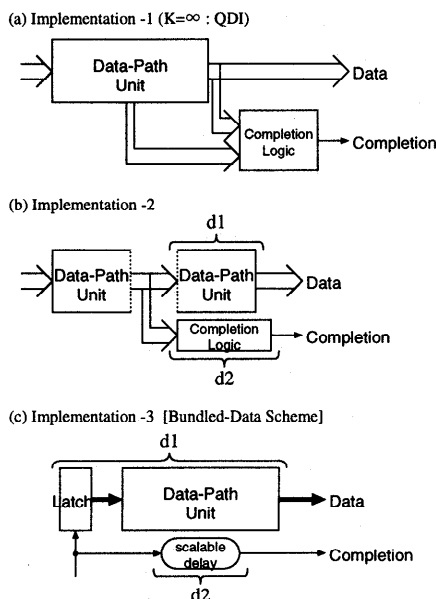 (a) Implementation -1 (K=∞ : QDI)
Data-Path
Unit
Data
Completion
Logic
Completion
(b) Implementation -2
d1
Data-Path
Unit
Data-Path
Unit
Data
Completion
Logic
Completion
d2
(c) Implementation -3 [Bundled-Data Scheme]
d1
Latch
Data-Path
Unit
Data
scalable
delay
Completion
d2